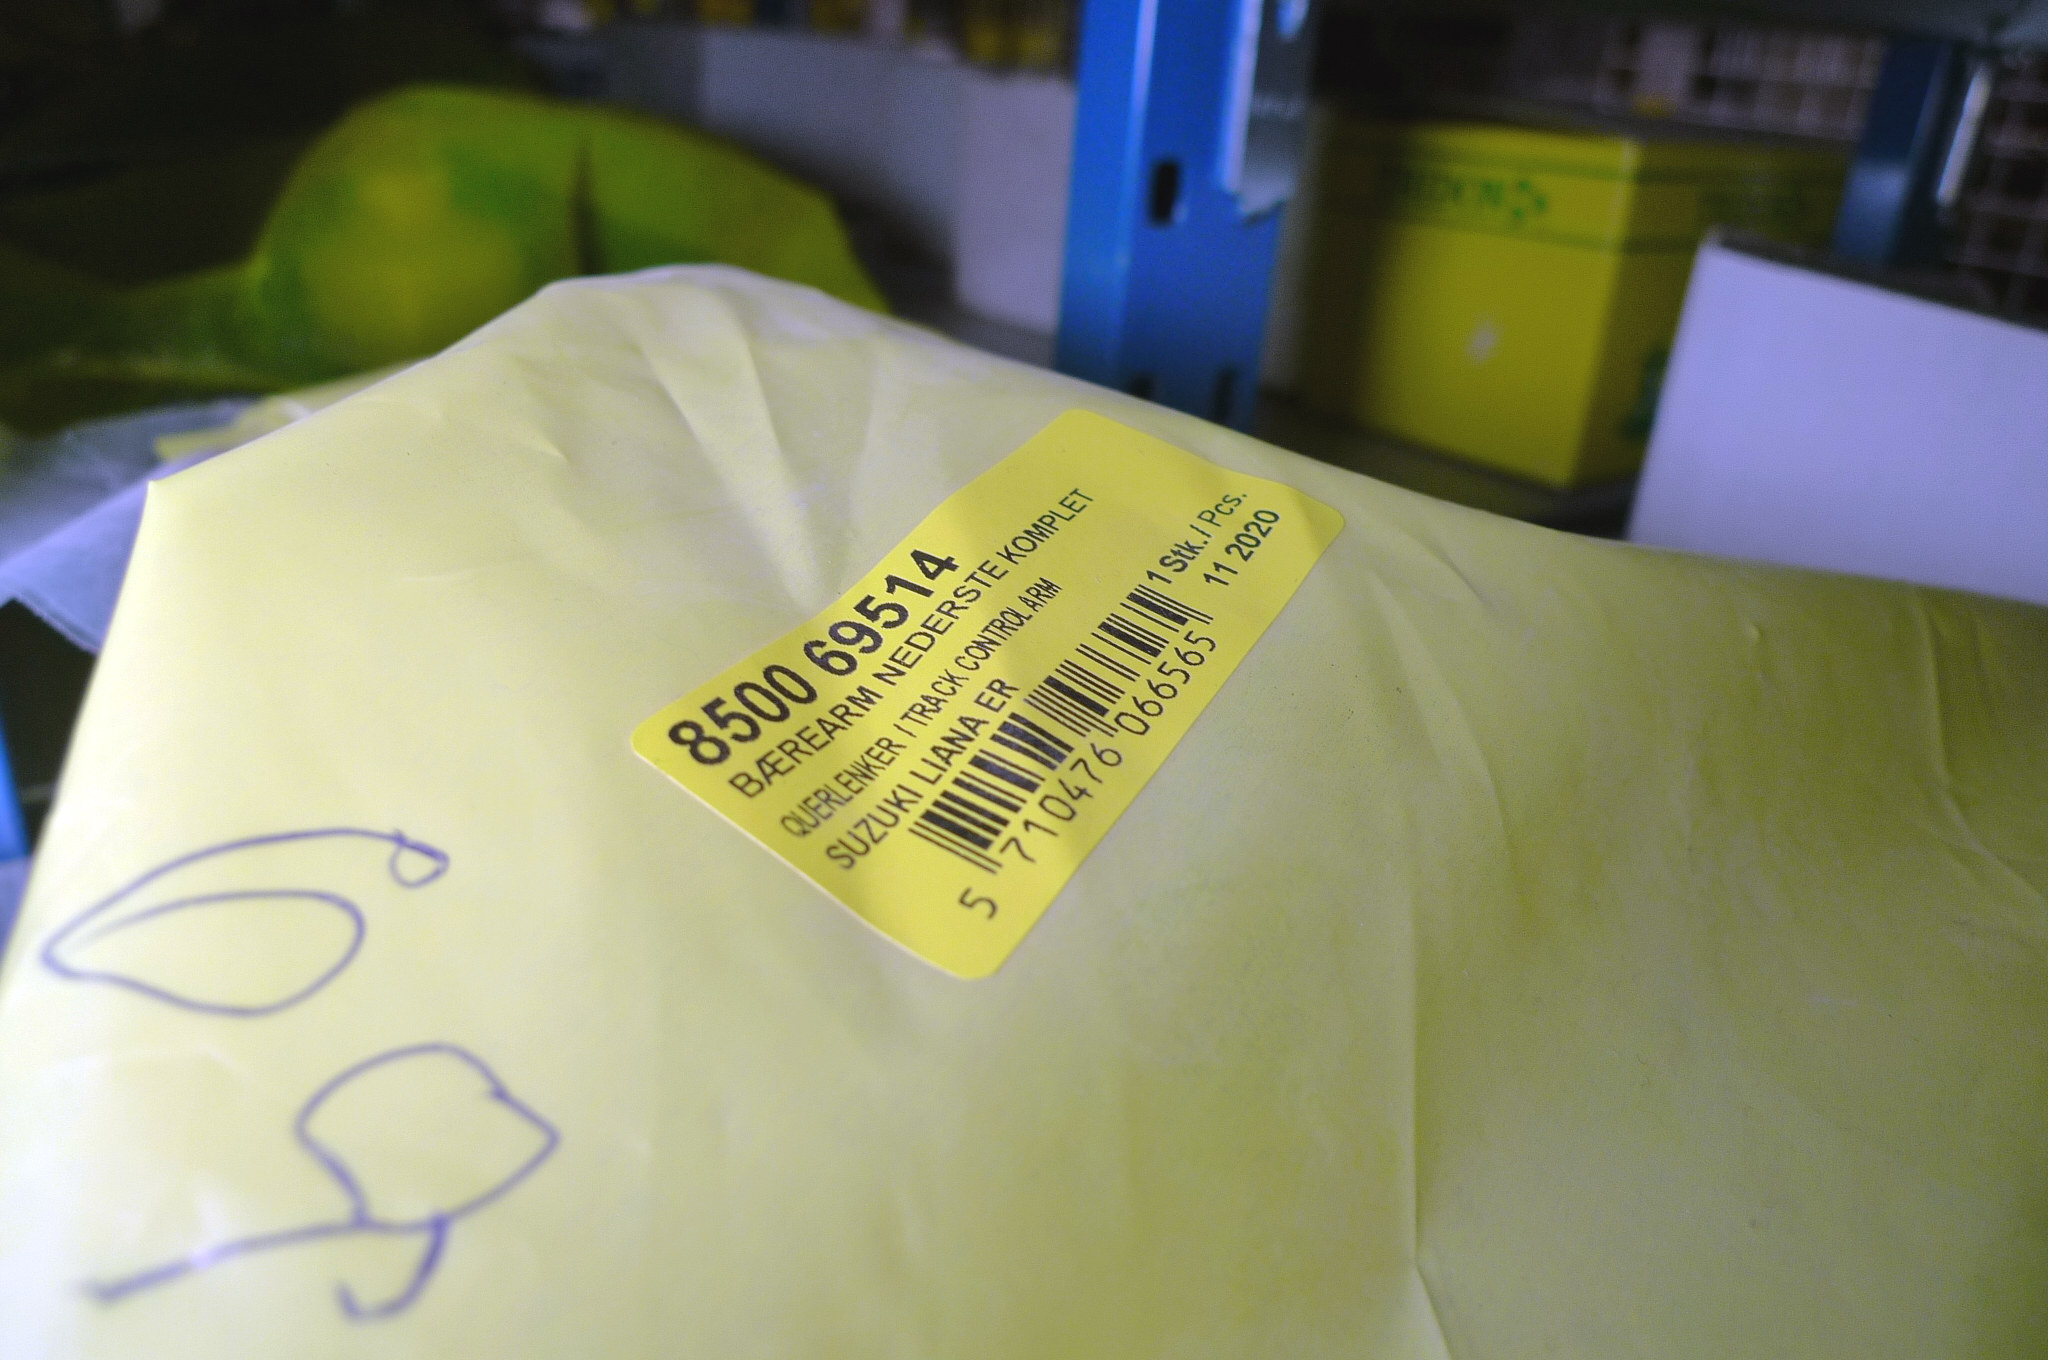 8500 69514
BÆREARM NEDERSTE KOMPLET
QUERLENKER / TRACK CONTROL ARM
SUZUKI LIANA ER
1 Stk./ Pcs.
11 2020
5 710476 066565